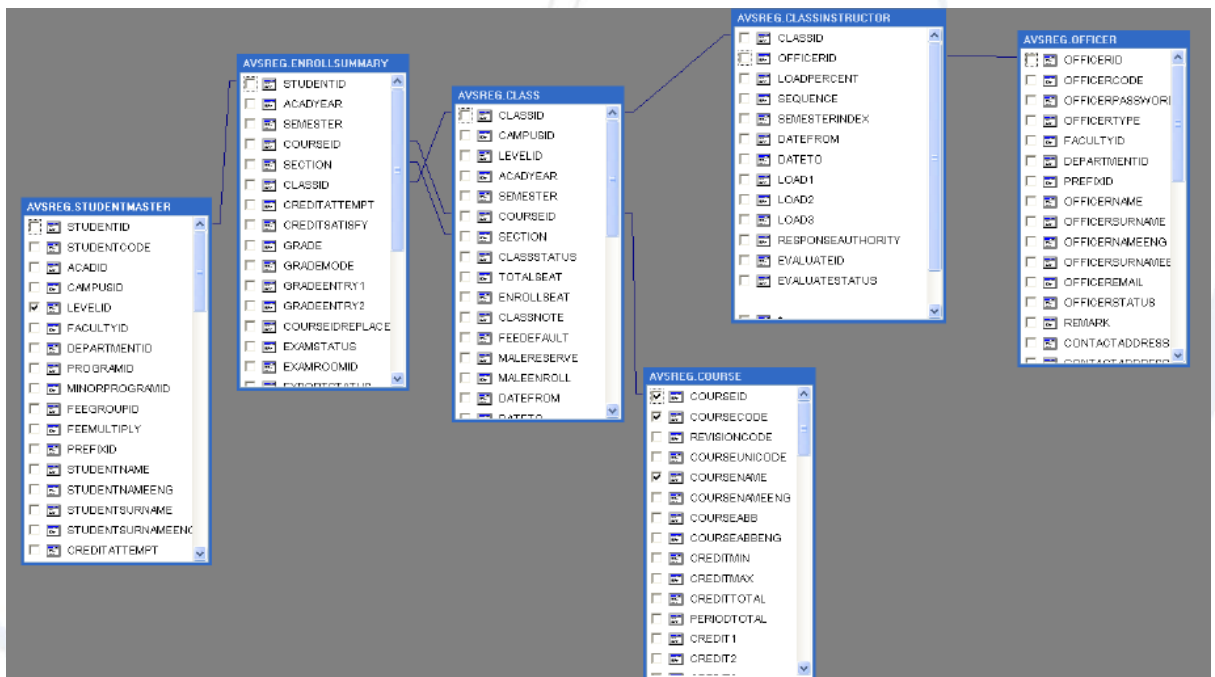 AVSREG.STUDENTMASTER
STUDENTID
STUDENTCODE
ACADID
CAMPUSID
LEVELID
FACULTYID
DEPARTMENTID
PROGRAMID
MINORPROGRAMID
FEEGROUPID
FEEMULTIPLY
PREFIXID
STUDENTNAME
STUDENTNAMEENG
STUDENTSURNAME
STUDENTSURNAMEENG
CREDITATTEMPT
AVSREG.ENROLLSUMMARY
STUDENTID
ACADYEAR
SEMESTER
COURSEID
SECTION
CLASSID
CREDITATTEMPT
CREDITSATISFY
GRADE
GRADEMODE
GRADEENTRY1
GRADEENTRY2
COURSEIDREPLACE
EXAMSTATUS
EXAMROOMID
AVSREG.CLASS
CLASSID
CAMPUSID
LEVELID
ACADYEAR
SEMESTER
COURSEID
SECTION
CLASSSTATUS
TOTALSEAT
ENROLLSEAT
CLASSNOTE
FEEDEFAULT
MALERESERVE
MALEENROLL
DATEFROM
DATETO
AVSREG.CLASSINSTRUCTOR
CLASSID
OFFICERID
LOADPERCENT
SEQUENCE
SEMESTERINDEX
DATEFROM
DATETO
LOAD1
LOAD2
LOAD3
RESPONSEAUTHORITY
EVALUATEID
EVALUATESTATUS
AVSREG.COURSE
COURSEID
COURSECODE
REVISIONCODE
COURSEUNICODE
COURSENAME
COURSENAMEENG
COURSEABB
COURSEABBENG
CREDITMIN
CREDITMAX
CREDITTOTAL
PERIODTOTAL
CREDIT1
CREDIT2
AVSREG.OFFICER
OFFICERID
OFFICERCODE
OFFICERPASSWORD
OFFICERTYPE
FACULTYID
DEPARTMENTID
PREFIXID
OFFICERNAME
OFFICERSURNAME
OFFICERNAMEENG
OFFICERSURNAMEE
OFFICEREMAIL
OFFICERSTATUS
REMARK
CONTACTADDRESS